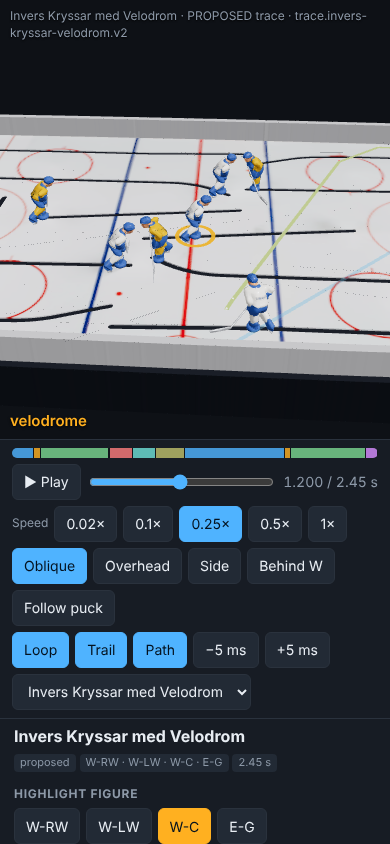 Invers Kryssar med Velodrom · PROPOSED trace · trace.invers-
kryssar-velodrom.v2
velodrome
▶ Play 1.200 / 2.45 s
Speed 0.02× 0.1× 0.25× 0.5× 1×
Oblique Overhead Side Behind W
Follow puck
Loop Trail Path −5 ms +5 ms
Invers Kryssar med Velodrom
Invers Kryssar med Velodrom
proposed W-RW · W-LW · W-C · E-G 2.45 s
HIGHLIGHT FIGURE
W-RW W-LW W-C E-G